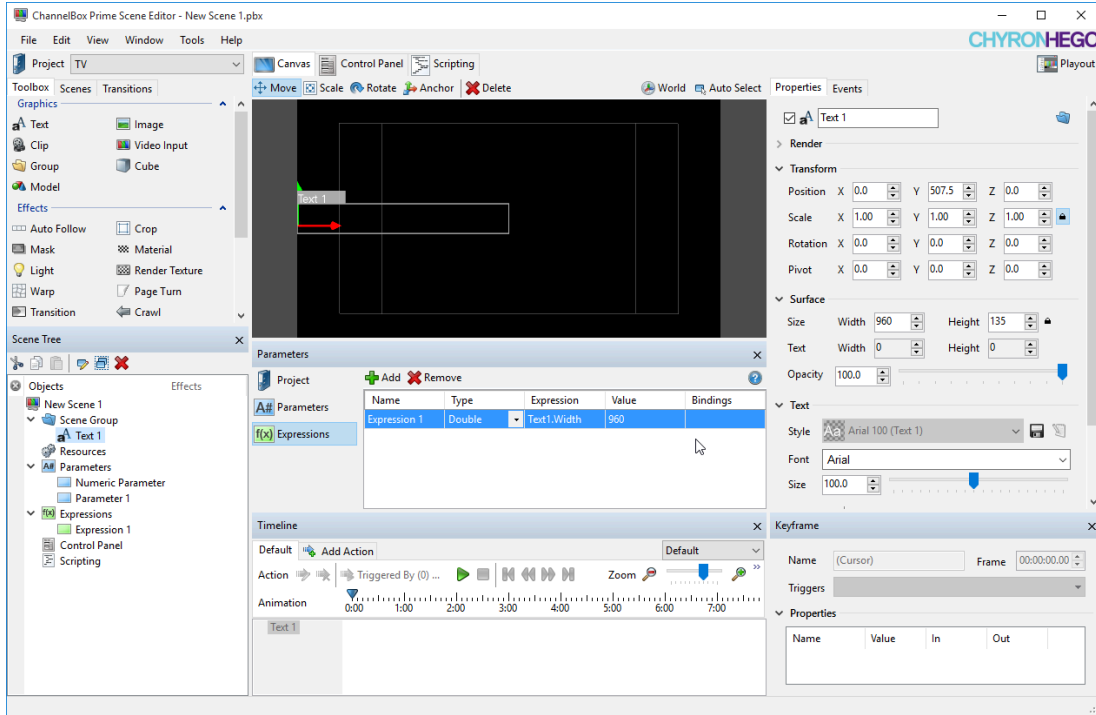 ChannelBox Prime Scene Editor - New Scene 1.pbx
File Edit View Window Tools Help
CHYRONHEGO
Project TV
Canvas Control Panel Scripting
Playout
Toolbox Scenes Transitions
Move Scale Rotate Anchor Delete World Auto Select
Properties Events
Graphics
Text Image
Clip Video Input
Group Cube
Model
Effects
Auto Follow Crop
Mask Material
Light Render Texture
Warp Page Turn
Transition Crawl
Text 1
Text 1
Render
Transform
Position X 0.0 Y 507.5 Z 0.0
Scale X 1.00 Y 1.00 Z 1.00
Rotation X 0.0 Y 0.0 Z 0.0
Pivot X 0.0 Y 0.0 Z 0.0
Surface
Size Width 960 Height 135
Text Width 0 Height 0
Opacity 100.0
Text
Style Aa Arial 100 (Text 1)
Font Arial
Size 100.0
Scene Tree
Objects Effects
New Scene 1
Scene Group
Text 1
Resources
A# Parameters
Numeric Parameter
Parameter 1
f(x) Expressions
Expression 1
Control Panel
Scripting
Parameters
Project
A# Parameters
f(x) Expressions
Add Remove
Name Type Expression Value Bindings
Expression 1 Double Text1.Width 960
Timeline
Default Add Action Default
Action Triggered By (0) ... Zoom
Animation 0:00 1:00 2:00 3:00 4:00 5:00 6:00 7:00
Text 1
Keyframe
Name (Cursor) Frame 00:00:00.00
Triggers
Properties
Name Value In Out